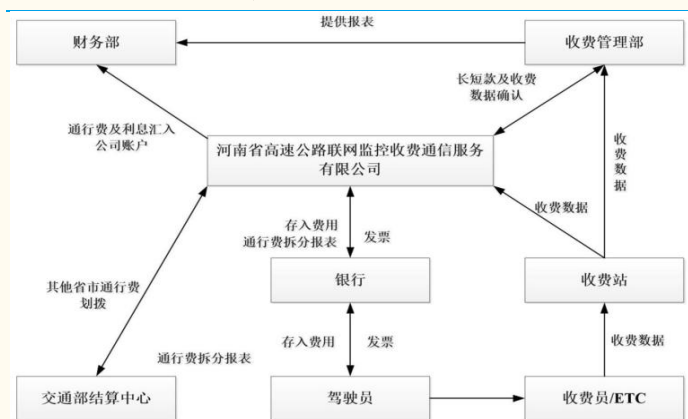 提供报表
财务部
收费管理部
长短款及收费
数据确认
通行费及利息汇入
公司账户
收费数据
河南省高速公路联网监控收费通信服务
有限公司
收费数据
存入费用
通行费拆分报表
发票
银行
收费站
其他省市通行费
划拨
存入费用
发票
收费数据
通行费拆分报表
交通部结算中心
驾驶员
收费员/ETC